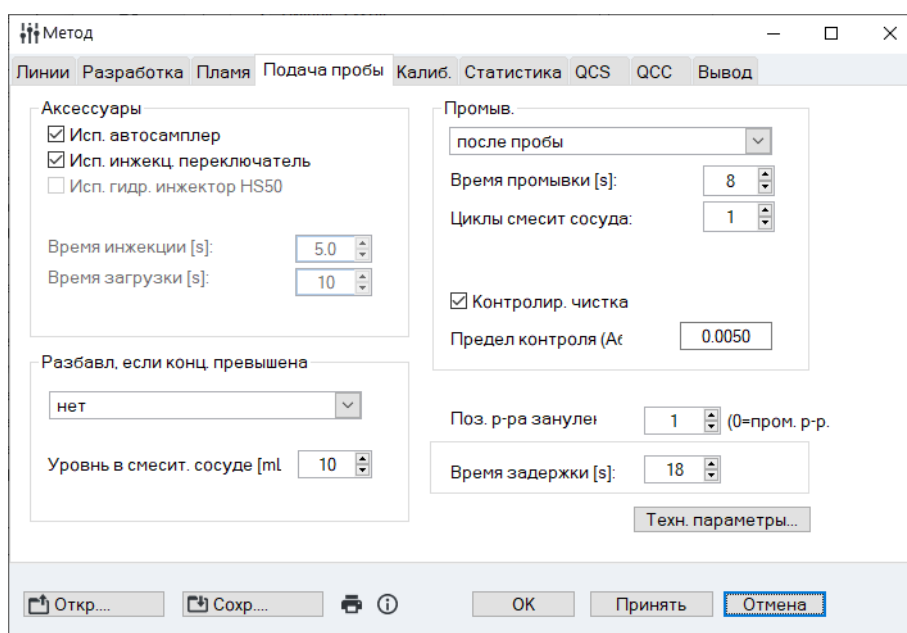 Метод
Линии Разработка Пламя Подача пробы Калиб. Статистика QCS QCC Вывод
Аксессуары
Исп. автосамплер
Исп. инжекц. переключатель
Исп. гидр. инжектор HS50
Время инжекции [s]: 5.0
Время загрузки [s]: 10
Разбавл, если конц. превышена
нет
Уровнь в смесит. сосуде [mL 10
Промыв.
после пробы
Время промывки [s]: 8
Циклы смесит сосуда: 1
Контролир. чистка
Предел контроля (Аб 0.0050
Поз. р-ра занулен 1 (0=пром. р-р.
Время задержки [s]: 18
Техн. параметры...
Откр.... Сохр.... OK Принять Отмена